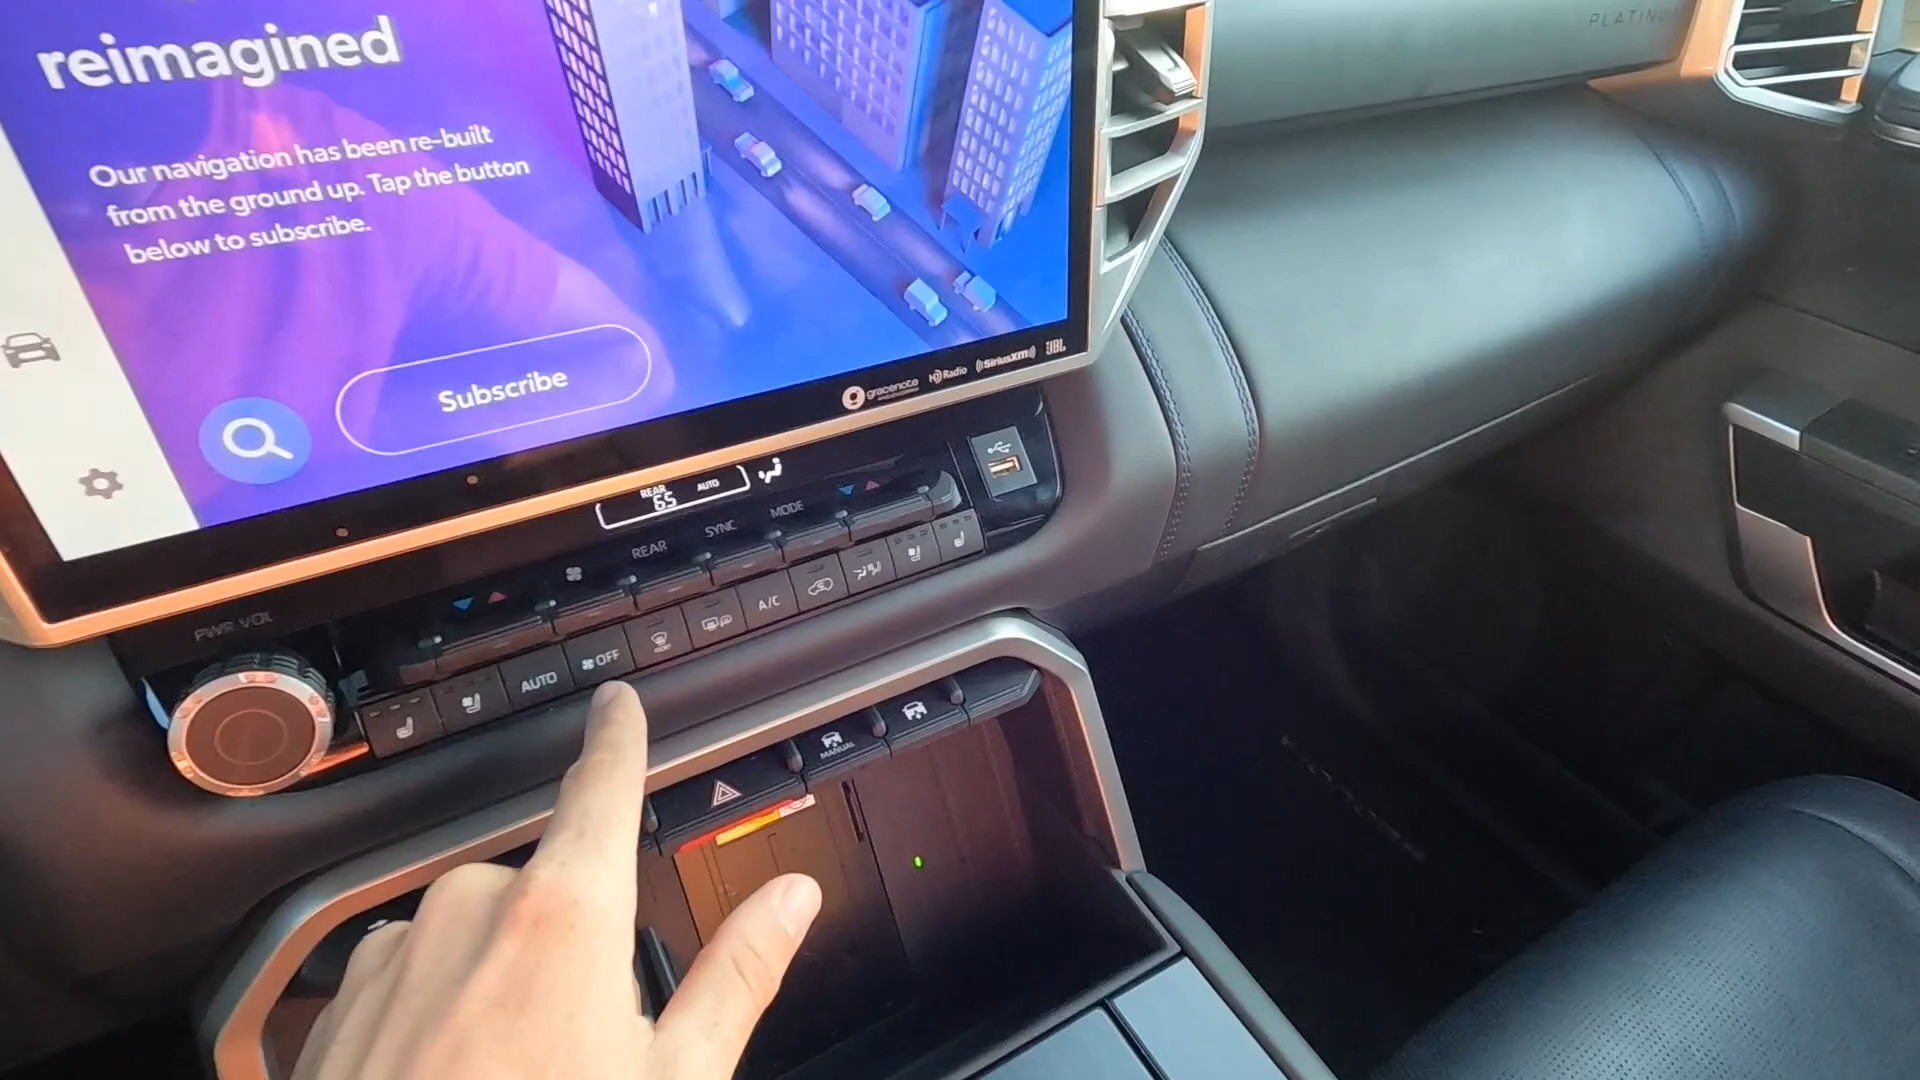 PLATINUM
reimagined
Our navigation has been re-built
from the ground up. Tap the button
below to subscribe.
Subscribe
gracenote
HD Radio
((SiriusXM))
JBL
REAR
65
AUTO
MODE
SYNC
REAR
PWR·VOL
A/C
OFF
AUTO
FRONT
MANUAL